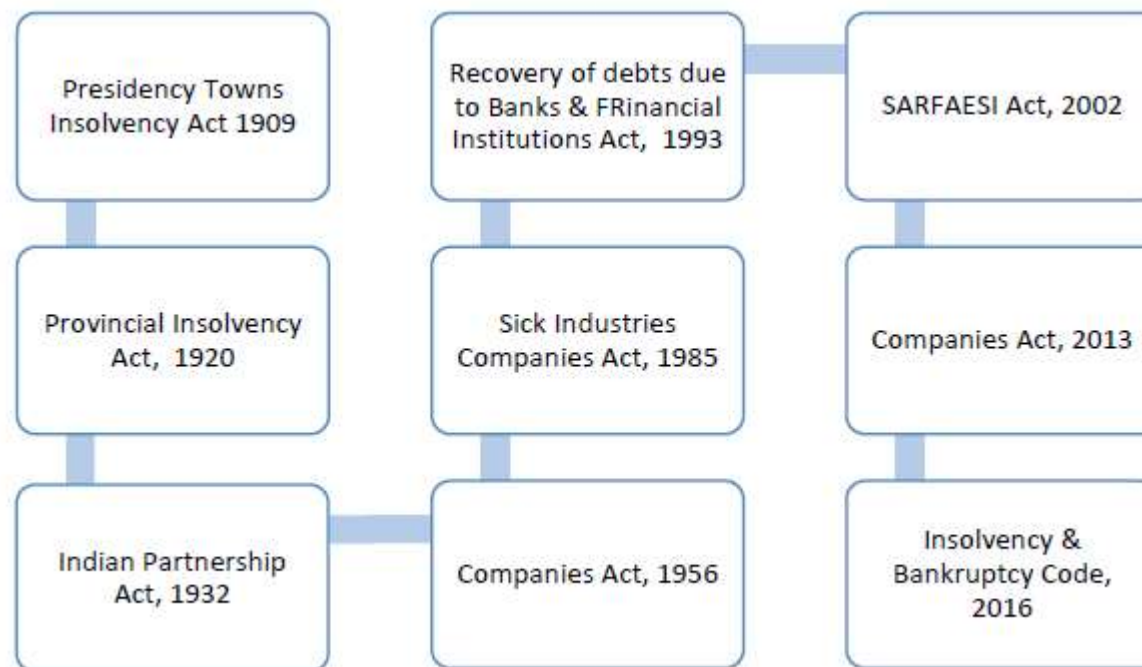 Presidency Towns
Insolvency Act 1909
Provincial Insolvency
Act,  1920
Indian Partnership
Act, 1932
Companies Act, 1956
Sick Industries
Companies Act, 1985
Recovery of debts due
to Banks & FRinancial
Institutions Act,  1993
SARFAESI Act, 2002
Companies Act, 2013
Insolvency &
Bankruptcy Code,
2016